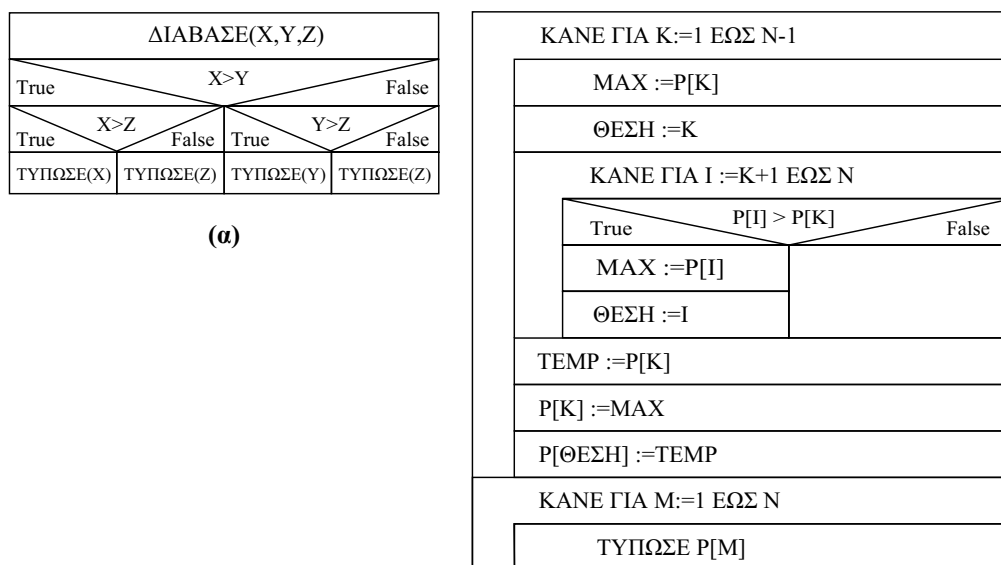 ΔΙΑΒΑΣΕ(X,Y,Z)
X>Y
True False
X>Z Y>Z
True False True False
ΤΥΠΩΣΕ(X) ΤΥΠΩΣΕ(Z) ΤΥΠΩΣΕ(Y) ΤΥΠΩΣΕ(Z)
(α)
ΚΑΝΕ ΓΙΑ K:=1 ΕΩΣ N-1
MAX :=P[K]
ΘΕΣΗ :=K
ΚΑΝΕ ΓΙΑ I :=K+1 ΕΩΣ N
P[I] > P[K]
True False
MAX :=P[I]
ΘΕΣΗ :=I
TEMP :=P[K]
P[K] :=MAX
P[ΘΕΣΗ] :=TEMP
ΚΑΝΕ ΓΙΑ M:=1 ΕΩΣ N
ΤΥΠΩΣΕ P[M]